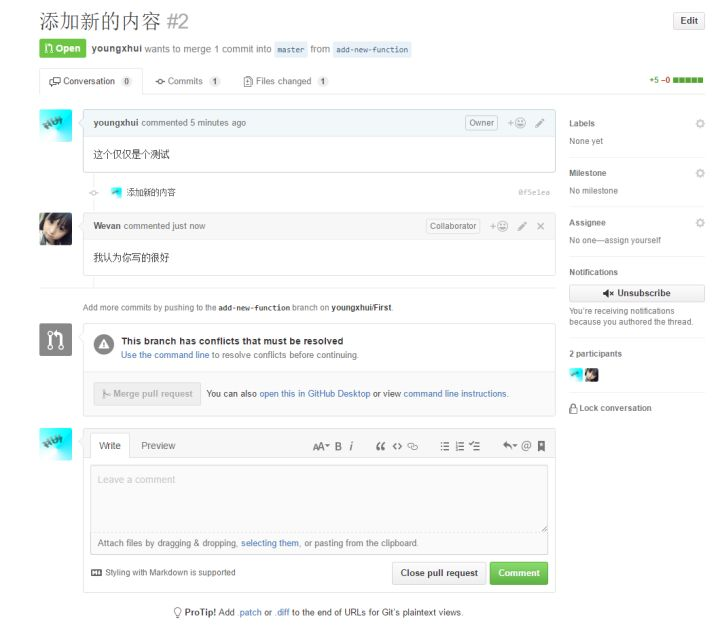 添加新的内容 #2
Edit
Open youngxhui wants to merge 1 commit into master from add-new-function
Conversation 0 Commits 1 Files changed 1
+5 −0
youngxhui commented 5 minutes ago Owner
这个仅仅是个测试
添加新的内容 0f5e1ea
Wevan commented just now Collaborator
我认为你写的很好
Add more commits by pushing to the add-new-function branch on youngxhui/First.
This branch has conflicts that must be resolved
Use the command line to resolve conflicts before continuing.
Merge pull request You can also open this in GitHub Desktop or view command line instructions.
Write Preview AA B i @
Leave a comment
Attach files by dragging & dropping, selecting them, or pasting from the clipboard.
Styling with Markdown is supported
Close pull request Comment
ProTip! Add .patch or .diff to the end of URLs for Git's plaintext views.
Labels
None yet
Milestone
No milestone
Assignee
No one—assign yourself
Notifications
Unsubscribe
You're receiving notifications
because you authored the thread.
2 participants
Lock conversation